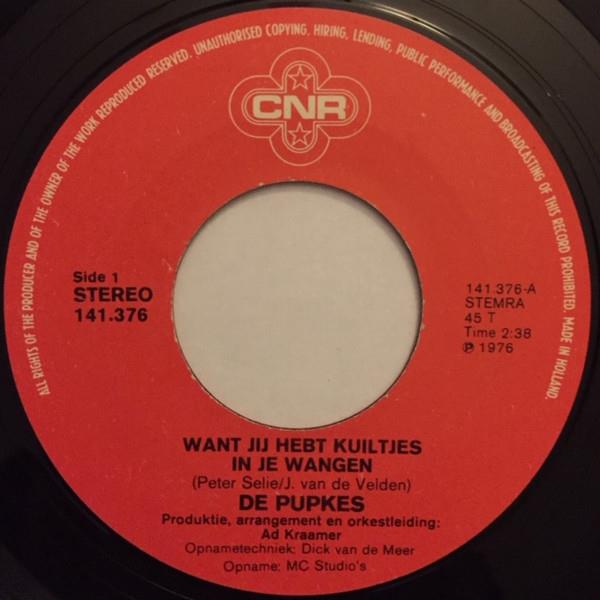 ALL RIGHTS OF THE PRODUCER AND OF THE OWNER OF THE WORK REPRODUCED RESERVED. UNAUTHORISED COPYING, HIRING, LENDING, PUBLIC PERFORMANCE AND BROADCASTING OF THIS RECORD PROHIBITED. MADE IN HOLLAND.
CNR
Side 1
STEREO
141.376
141.376-A
STEMRA
45 T
Time 2:38
℗ 1976
WANT JIJ HEBT KUILTJES
IN JE WANGEN
(Peter Selie/J. van de Velden)
DE PUPKES
Produktie, arrangement en orkestleiding:
Ad Kraamer
Opnametechniek: Dick van de Meer
Opname: MC Studio's